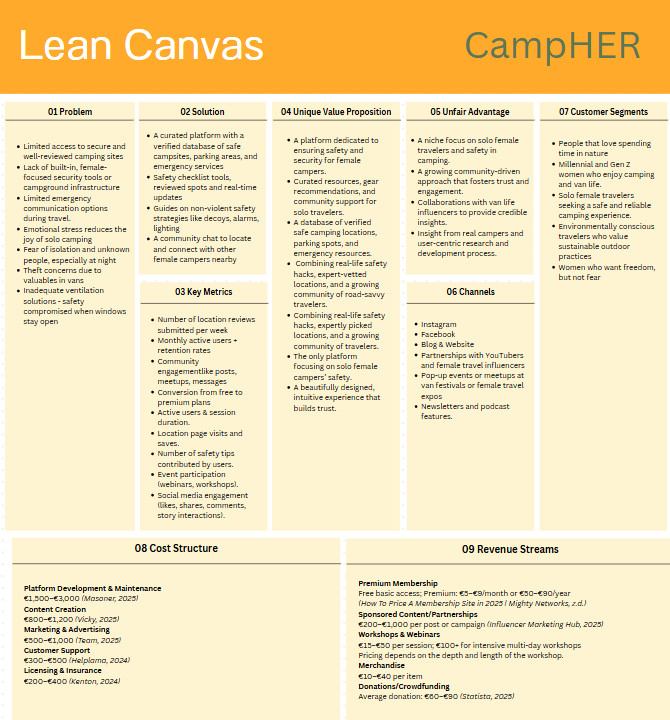 Lean Canvas
CampHER
01 Problem
• Limited access to secure and
well-reviewed camping sites
• Lack of built-in, female-
focused security tools or
campground infrastructure
• Limited emergency
communication options
during travel.
• Emotional stress reduces the
joy of solo camping
• Fear of isolation and unknown
people, especially at night
• Theft concerns due to
valuables in vans
• Inadequate ventilation
solutions - safety
compromised when windows
stay open
02 Solution
• A curated platform with a
verified database of safe
campsites, parking areas, and
emergency services
• Safety checklist tools,
reviewed spots and real-time
updates
• Guides on non-violent safety
strategies like decoys, alarms,
lighting
• A community chat to locate
and connect with other
female campers nearby
03 Key Metrics
• Number of location reviews
submitted per week
• Monthly active users +
retention rates
• Community
engagementlike posts,
meetups, messages
• Conversion from free to
premium plans
• Active users & session
duration.
• Location page visits and
saves.
• Number of safety tips
contributed by users.
• Event participation
(webinars, workshops).
• Social media engagement
(likes, shares, comments,
story interactions).
04 Unique Value Proposition
• A platform dedicated to
ensuring safety and
security for female
campers.
• Curated resources, gear
recommendations, and
community support for
solo travelers.
• A database of verified
safe camping locations,
parking spots, and
emergency resources.
• Combining real-life safety
hacks, expert-vetted
locations, and a growing
community of road-savvy
travelers.
• Combining real-life safety
hacks, expertly picked
locations, and a growing
community of travelers.
• The only platform
focusing on solo female
campers' safety.
• A beautifully designed,
intuitive experience that
builds trust.
05 Unfair Advantage
• A niche focus on solo female
travelers and safety in
camping.
• A growing community-driven
approach that fosters trust and
engagement.
• Collaborations with van life
influencers to provide credible
insights.
• Insight from real campers and
user-centric research and
development process.
06 Channels
• Instagram
• Facebook
• Blog & Website
• Partnerships with YouTubers
and female travel influencers
• Pop-up events or meetups at
van festivals or female travel
expos
• Newsletters and podcast
features.
07 Customer Segments
• People that love spending
time in nature
• Millennial and Gen Z
women who enjoy camping
and van life.
• Solo female travelers
seeking a safe and reliable
camping experience.
• Environmentally conscious
travelers who value
sustainable outdoor
practices
• Women who want freedom,
but not fear
08 Cost Structure
Platform Development & Maintenance
€1,500–€3,000 (Masoner, 2025)
Content Creation
€800–€1,200 (Vicky, 2025)
Marketing & Advertising
€500–€1,000 (Team, 2025)
Customer Support
€300–€500 (Helplama, 2024)
Licensing & Insurance
€200–€400 (Kenton, 2024)
09 Revenue Streams
Premium Membership
Free basic access; Premium: €5–€9/month or €50–€90/year
(How To Price A Membership Site in 2025 | Mighty Networks, z.d.)
Sponsored Content/Partnerships
€200–€1,000 per post or campaign (Influencer Marketing Hub, 2025)
Workshops & Webinars
€15–€50 per session; €100+ for intensive multi-day workshops
Pricing depends on the depth and length of the workshop.
Merchandise
€10–€40 per item
Donations/Crowdfunding
Average donation: €60–€90 (Statista, 2025)